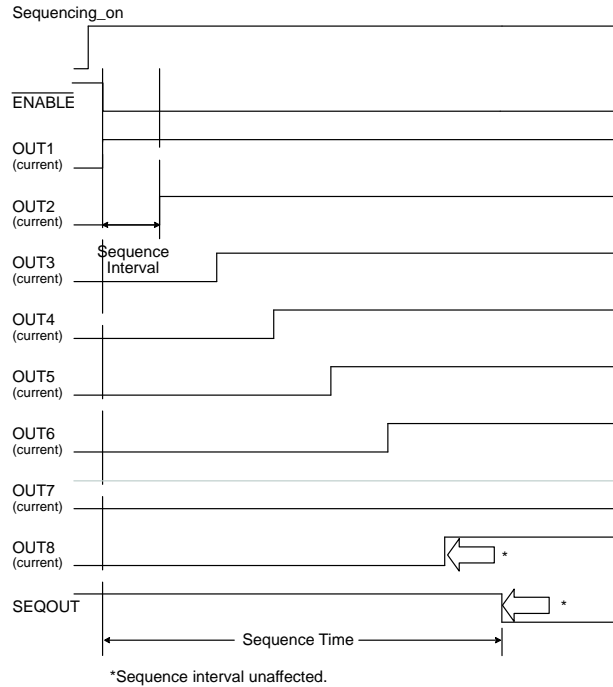 Sequencing_on
ENABLE
OUT1
(current)
OUT2
(current)
Sequence
Interval
OUT3
(current)
OUT4
(current)
OUT5
(current)
OUT6
(current)
OUT7
(current)
OUT8
(current)
*
SEQOUT
*
Sequence Time
*Sequence interval unaffected.